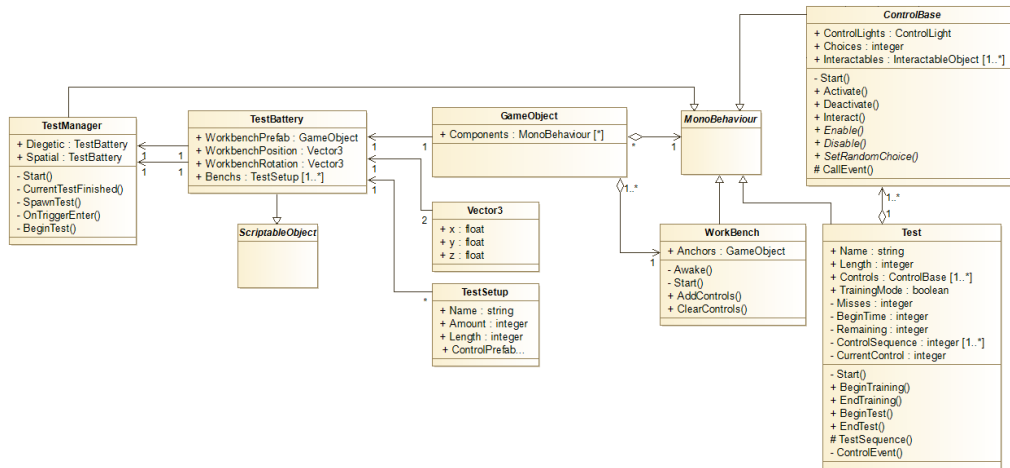 ControlBase
+ ControlLights : ControlLight
+ Choices : integer
+ Interactables : InteractableObject [1..*]
- Start()
+ Activate()
+ Deactivate()
+ Interact()
+ Enable()
+ Disable()
+ SetRandomChoice()
# CallEvent()
TestManager
+ Diegetic : TestBattery
+ Spatial : TestBattery
- Start()
- CurrentTestFinished()
- SpawnTest()
- OnTriggerEnter()
- BeginTest()
1
1
1
1
TestBattery
+ WorkbenchPrefab : GameObject
+ WorkbenchPosition : Vector3
+ WorkbenchRotation : Vector3
+ Benchs : TestSetup [1..*]
1
1
1
1
2
*
GameObject
+ Components : MonoBehaviour [*]
*
1
1..*
1
MonoBehaviour
ScriptableObject
Vector3
+ x : float
+ y : float
+ z : float
TestSetup
+ Name : string
+ Amount : integer
+ Length : integer
+ ControlPrefab...
WorkBench
+ Anchors : GameObject
- Awake()
- Start()
+ AddControls()
+ ClearControls()
1..*
1
Test
+ Name : string
+ Length : integer
+ Controls : ControlBase [1..*]
+ TrainingMode : boolean
- Misses : integer
- BeginTime : integer
- Remaining : integer
- ControlSequence : integer [1..*]
- CurrentControl : integer
- Start()
+ BeginTraining()
+ EndTraining()
+ BeginTest()
+ EndTest()
# TestSequence()
- ControlEvent()